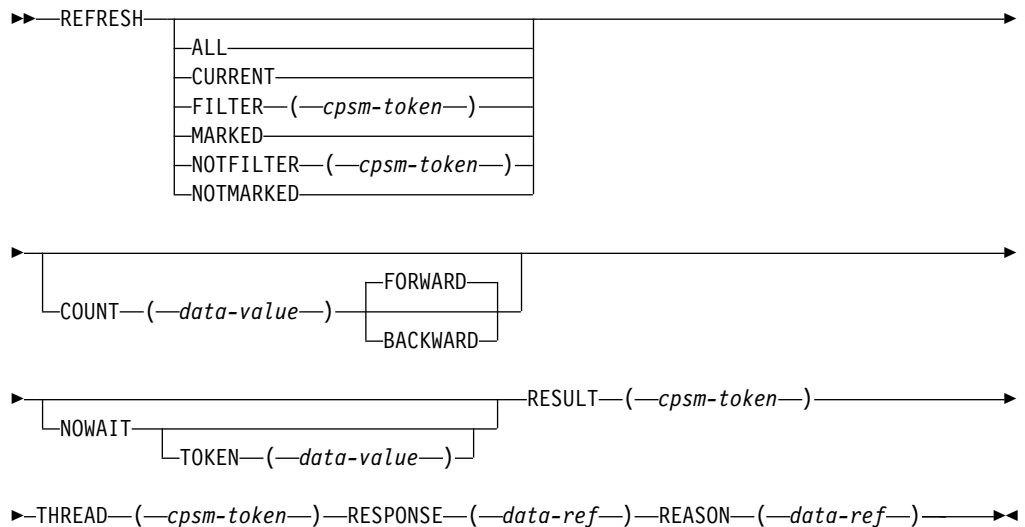 REFRESH
ALL
CURRENT
FILTER ( cpsm-token )
MARKED
NOTFILTER ( cpsm-token )
NOTMARKED
FORWARD
COUNT ( data-value )
BACKWARD
RESULT ( cpsm-token )
NOWAIT
TOKEN ( data-value )
THREAD ( cpsm-token ) RESPONSE ( data-ref ) REASON ( data-ref )